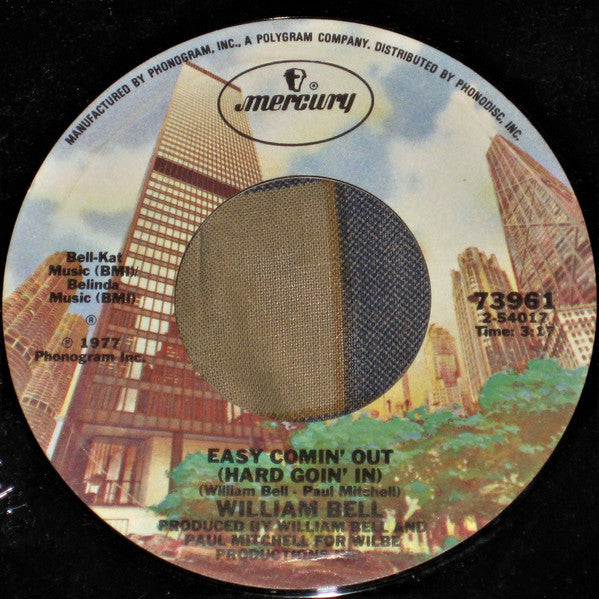 MANUFACTURED BY PHONOGRAM, INC., A POLYGRAM COMPANY. DISTRIBUTED BY PHONODISC, INC.
®
mercury
Bell-Kat
Music (BMI)/
Belinda
Music (BMI)
®
℗ 1977
Phonogram Inc.
73961
2-54017
Time: 3:17
EASY COMIN' OUT
(HARD GOIN' IN)
(William Bell - Paul Mitchell)
WILLIAM BELL
PRODUCED BY WILLIAM BELL AND
PAUL MITCHELL FOR WILBE
PRODUCTIONS